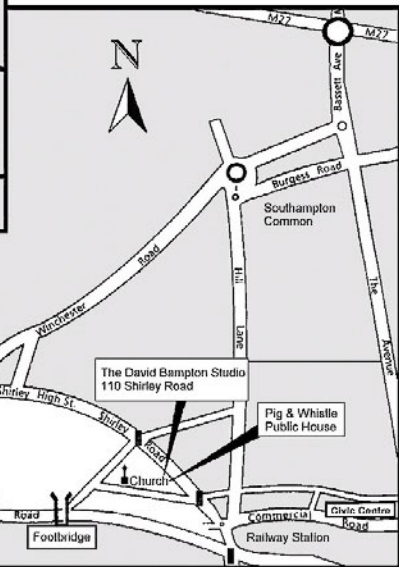 M27
M27
Bassett Ave
N
Burgess Road
Southampton
Common
Winchester Road
Hill Lane
The Avenue
The David Bampton Studio
110 Shirley Road
Shirley High St.
Shirley Road
Pig & Whistle
Public House
Church
Road
Footbridge
Commercial Road
Civic Centre
Railway Station